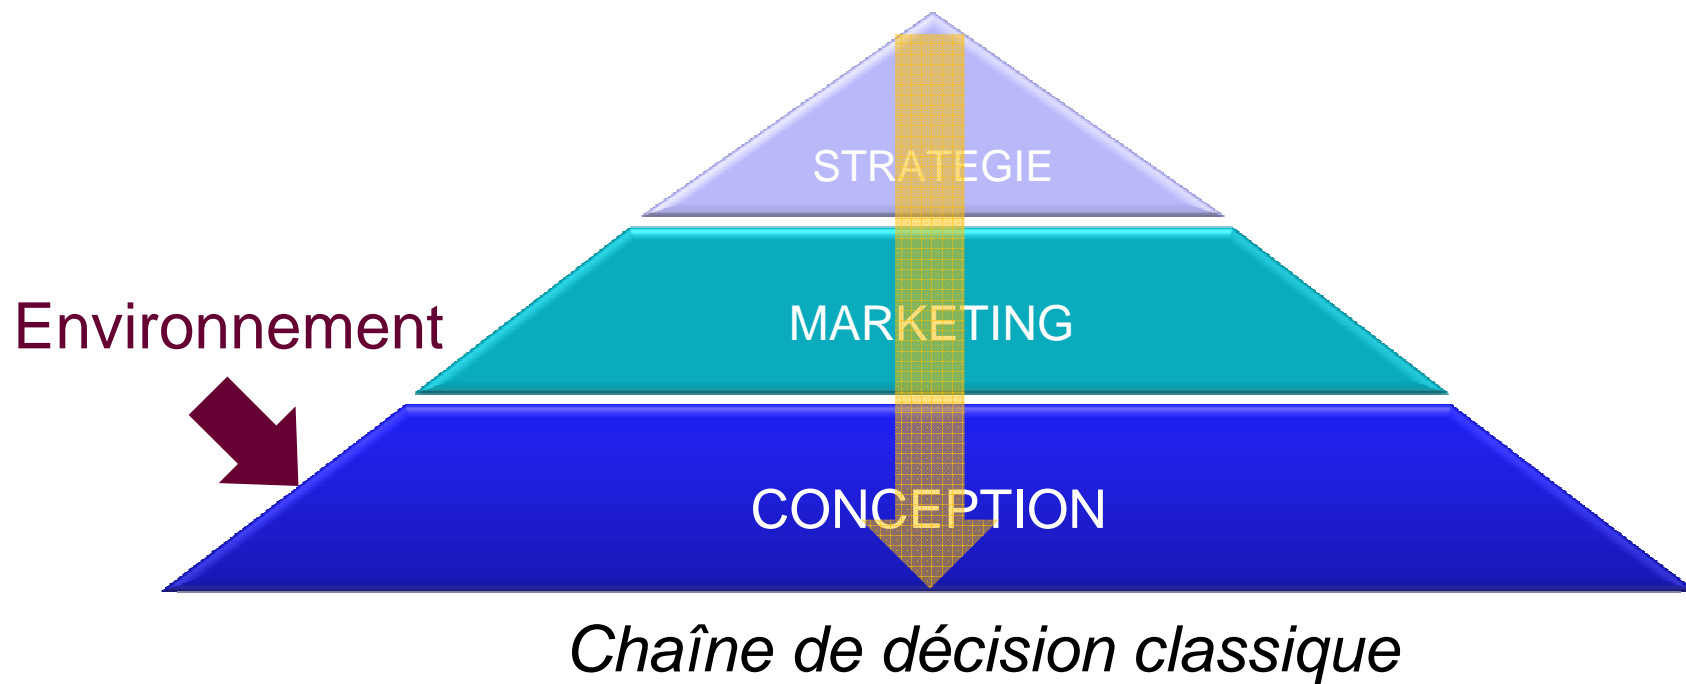 STRATEGIE
Environnement
MARKETING
CONCEPTION
Chaîne de décision classique